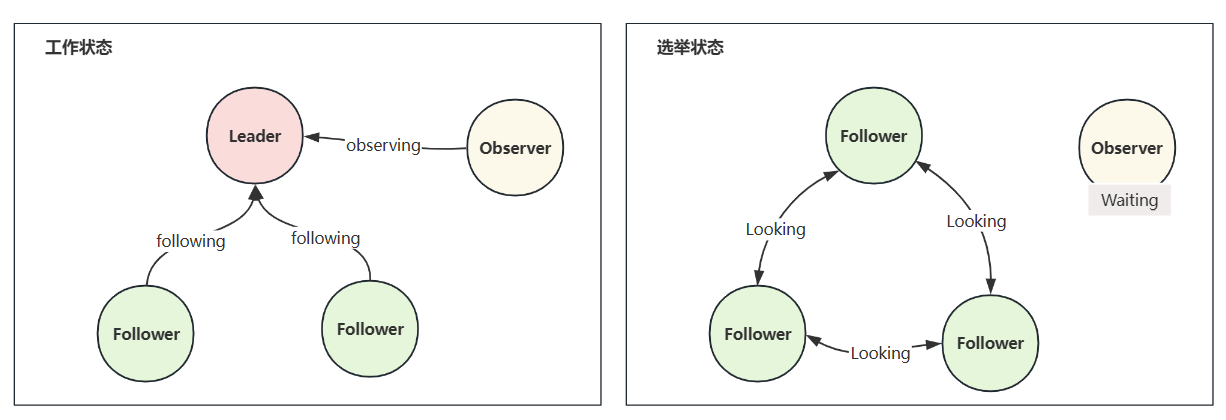 工作状态
Leader
observing
Observer
following
following
Follower
Follower
选举状态
Follower
Observer
Waiting
Looking
Looking
Follower
Looking
Follower